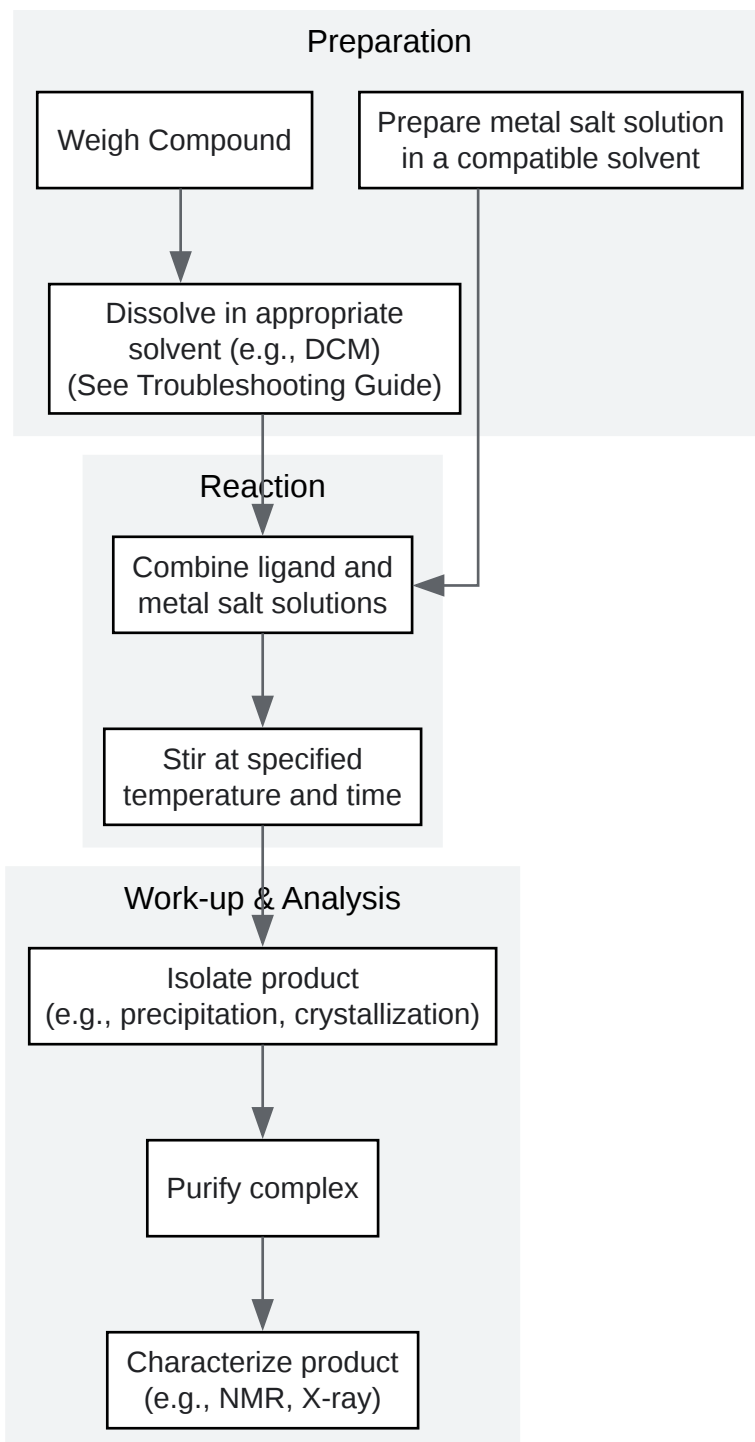 Preparation
Weigh Compound
Prepare metal salt solution
in a compatible solvent
Dissolve in appropriate
solvent (e.g., DCM)
(See Troubleshooting Guide)
Reaction
Combine ligand and
metal salt solutions
Stir at specified
temperature and time
Work-up & Analysis
Isolate product
(e.g., precipitation, crystallization)
Purify complex
Characterize product
(e.g., NMR, X-ray)